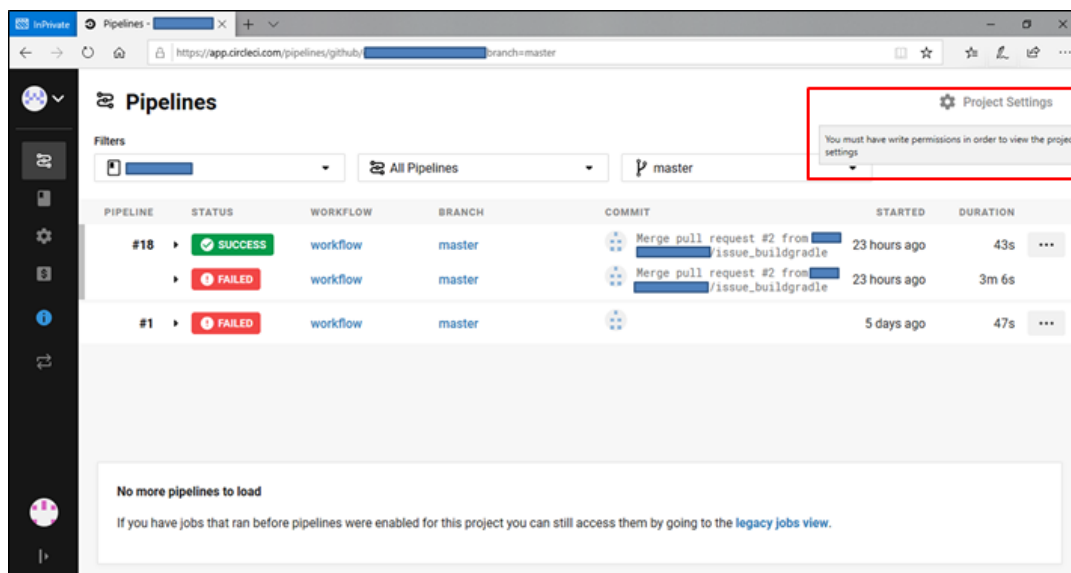 InPrivate
Pipelines -
https://app.circleci.com/pipelines/github/ branch=master
Pipelines
Project Settings
You must have write permissions in order to view the projec
settings
Filters
All Pipelines
master
PIPELINE STATUS WORKFLOW BRANCH COMMIT STARTED DURATION
#18 SUCCESS workflow master Merge pull request #2 from 23 hours ago 43s
/issue_buildgradle
FAILED workflow master Merge pull request #2 from 23 hours ago 3m 6s
/issue_buildgradle
#1 FAILED workflow master 5 days ago 47s
No more pipelines to load
If you have jobs that ran before pipelines were enabled for this project you can still access them by going to the legacy jobs view.